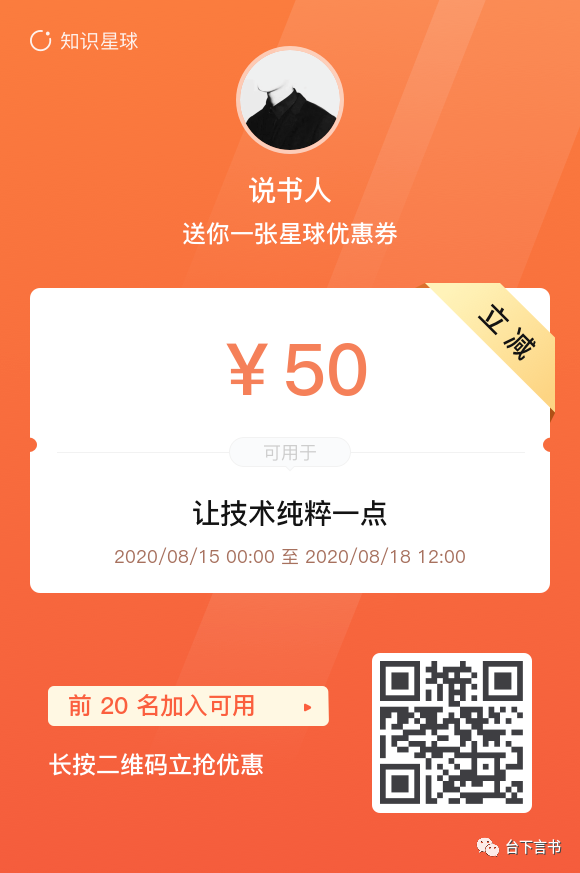 知识星球
说书人
送你一张星球优惠券
立减
¥50
可用于
让技术纯粹一点
2020/08/15 00:00 至 2020/08/18 12:00
前 20 名加入可用
长按二维码立抢优惠
台下言书